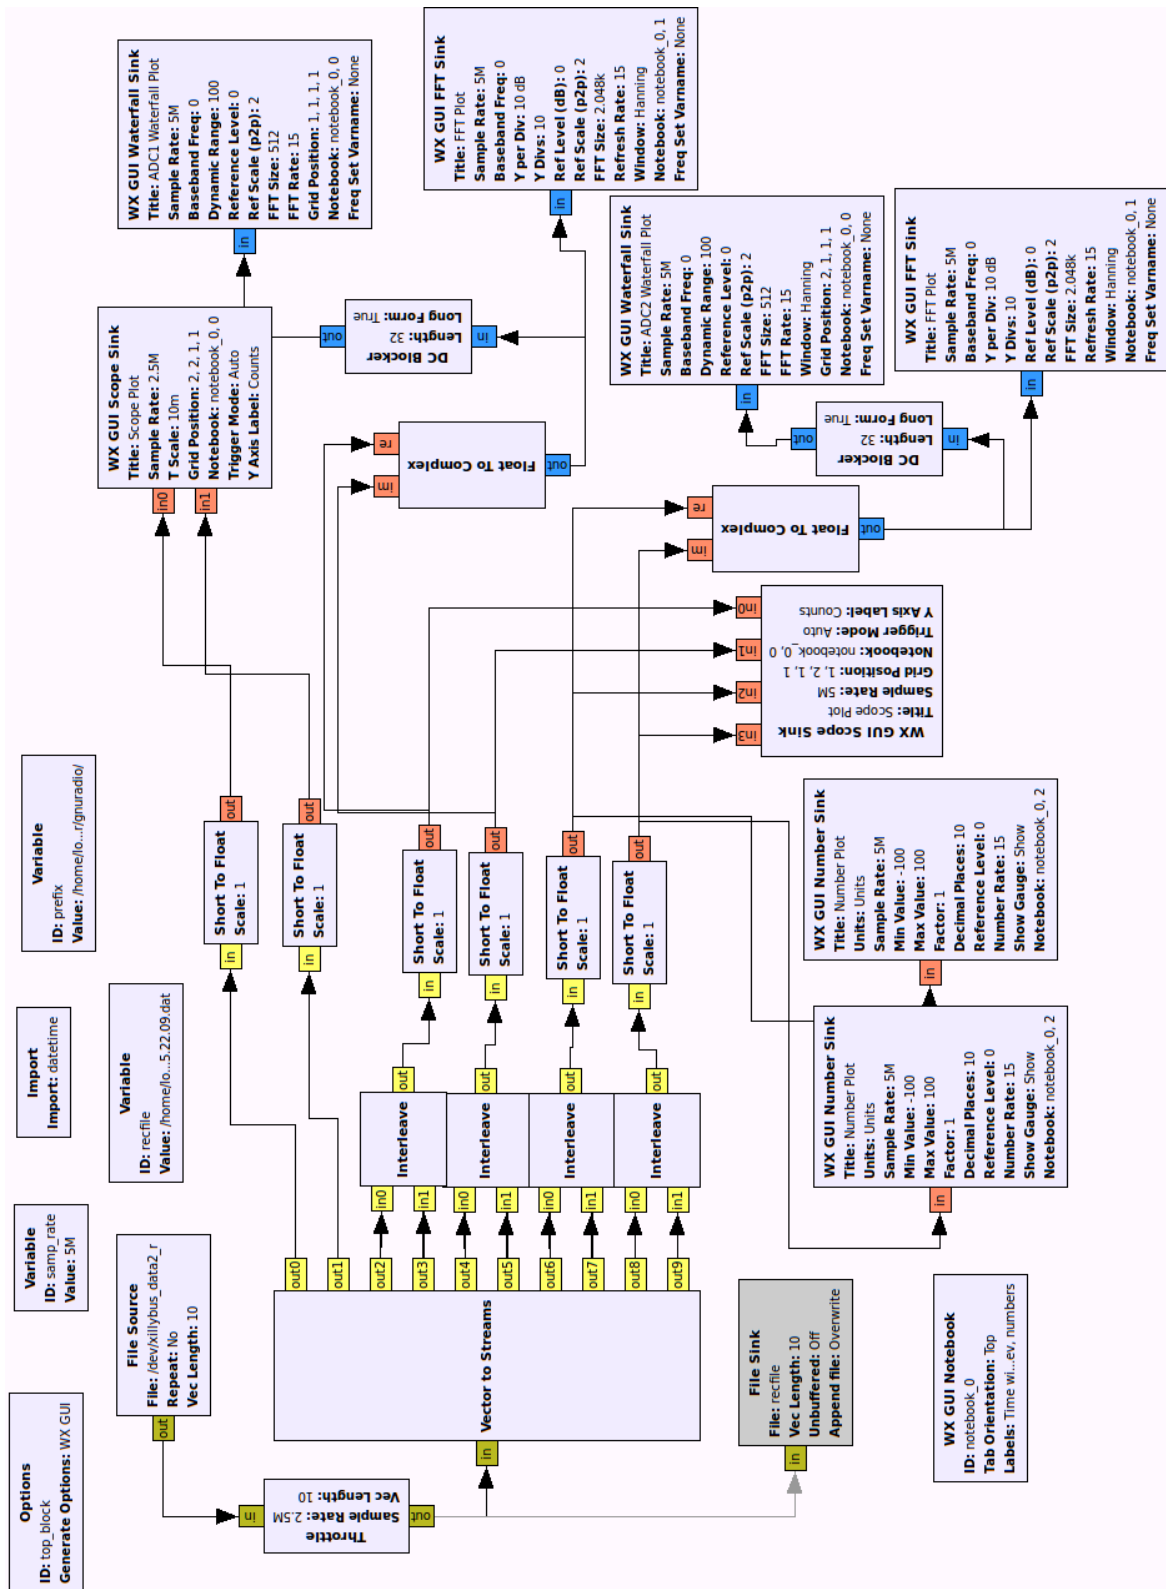 Options
ID: top_block
Generate Options: WX GUI
Variable
ID: samp_rate
Value: 5M
Import
Import: datetime
Variable
ID: prefix
Value: /home/lo...r/gnuradio/
File Source
File: /dev/xillybus_data2_r
Repeat: No
Vec Length: 10
out
Variable
ID: recfile
Value: /home/lo...5.22.09.dat
Throttle
Sample Rate: 2.5M
Vec Length: 10
in
out
Vector to Streams
in
out0
out1
out2
out3
out4
out5
out6
out7
out8
out9
File Sink
File: recfile
Vec Length: 10
Unbuffered: Off
Append file: Overwrite
in
WX GUI Notebook
ID: notebook_0
Tab Orientation: Top
Labels: Time wi...ev, numbers
in0
in1
Interleave
out
in0
in1
Interleave
out
in0
in1
Interleave
out
in0
in1
Interleave
out
in
Short To Float
Scale: 1
out
in
Short To Float
Scale: 1
out
in
Short To Float
Scale: 1
out
in
Short To Float
Scale: 1
out
in
Short To Float
Scale: 1
out
in
Short To Float
Scale: 1
out
WX GUI Number Sink
Title: Number Plot
Units: Units
Sample Rate: 5M
Min Value: -100
Max Value: 100
Factor: 1
Decimal Places: 10
Reference Level: 0
Number Rate: 15
Show Gauge: Show
Notebook: notebook_0, 2
in
WX GUI Number Sink
Title: Number Plot
Units: Units
Sample Rate: 5M
Min Value: -100
Max Value: 100
Factor: 1
Decimal Places: 10
Reference Level: 0
Number Rate: 15
Show Gauge: Show
Notebook: notebook_0, 2
in
WX GUI Scope Sink
Title: Scope Plot
Sample Rate: 5M
Grid Position: 1, 2, 1, 1
Notebook: notebook_0, 0
Trigger Mode: Auto
Y Axis Label: Counts
in3
in2
in1
in0
WX GUI Scope Sink
Title: Scope Plot
Sample Rate: 2.5M
T Scale: 10m
Grid Position: 2, 2, 1, 1
Notebook: notebook_0, 0
Trigger Mode: Auto
Y Axis Label: Counts
in0
in1
Float To Complex
re
im
out
Float To Complex
re
im
out
DC Blocker
Length: 32
Long Form: True
in
out
DC Blocker
Length: 32
Long Form: True
in
out
WX GUI Waterfall Sink
Title: ADC1 Waterfall Plot
Sample Rate: 5M
Baseband Freq: 0
Dynamic Range: 100
Reference Level: 0
Ref Scale (p2p): 2
FFT Size: 512
FFT Rate: 15
Grid Position: 1, 1, 1, 1
Notebook: notebook_0, 0
Freq Set Varname: None
in
WX GUI FFT Sink
Title: FFT Plot
Sample Rate: 5M
Baseband Freq: 0
Y per Div: 10 dB
Y Divs: 10
Ref Level (dB): 0
Ref Scale (p2p): 2
FFT Size: 2.048k
Refresh Rate: 15
Window: Hanning
Notebook: notebook_0, 1
Freq Set Varname: None
in
WX GUI Waterfall Sink
Title: ADC2 Waterfall Plot
Sample Rate: 5M
Baseband Freq: 0
Dynamic Range: 100
Reference Level: 0
Ref Scale (p2p): 2
FFT Size: 512
FFT Rate: 15
Window: Hanning
Grid Position: 2, 1, 1, 1
Notebook: notebook_0, 0
Freq Set Varname: None
in
WX GUI FFT Sink
Title: FFT Plot
Sample Rate: 5M
Baseband Freq: 0
Y per Div: 10 dB
Y Divs: 10
Ref Level (dB): 0
Ref Scale (p2p): 2
FFT Size: 2.048k
Refresh Rate: 15
Window: Hanning
Notebook: notebook_0, 1
Freq Set Varname: None
in